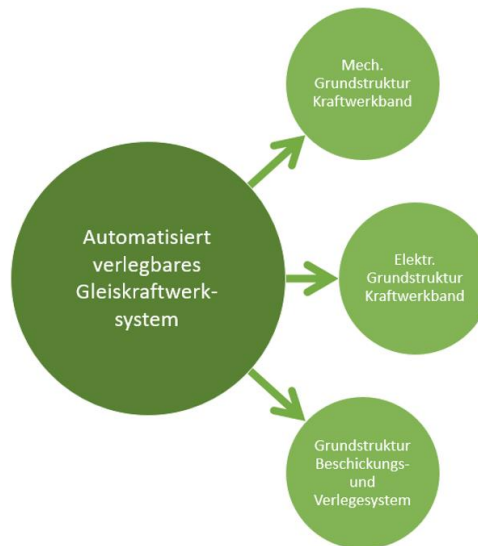 Automatisiert
verlegbares
Gleiskraftwerk-
system
Mech.
Grundstruktur
Kraftwerkband
Elektr.
Grundstruktur
Kraftwerkband
Grundstruktur
Beschickungs-
und
Verlegesystem